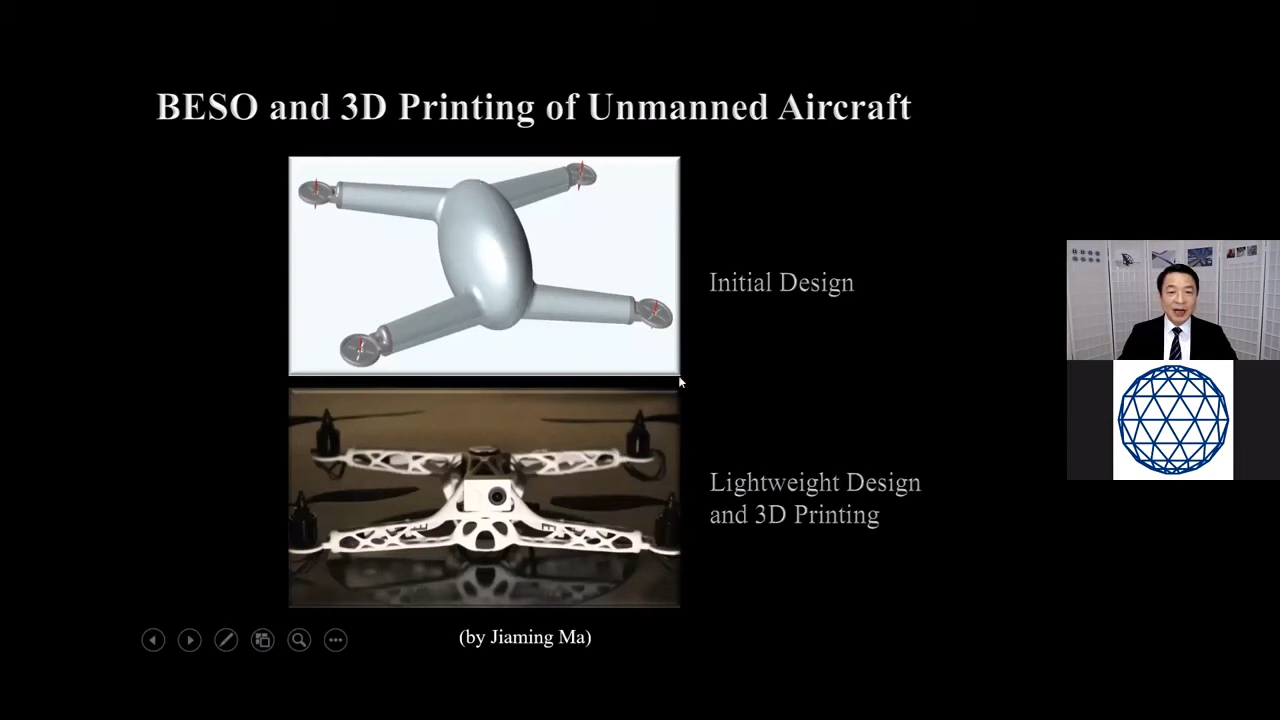 BESO and 3D Printing of Unmanned Aircraft
Initial Design
Lightweight Design
and 3D Printing
(by Jiaming Ma)